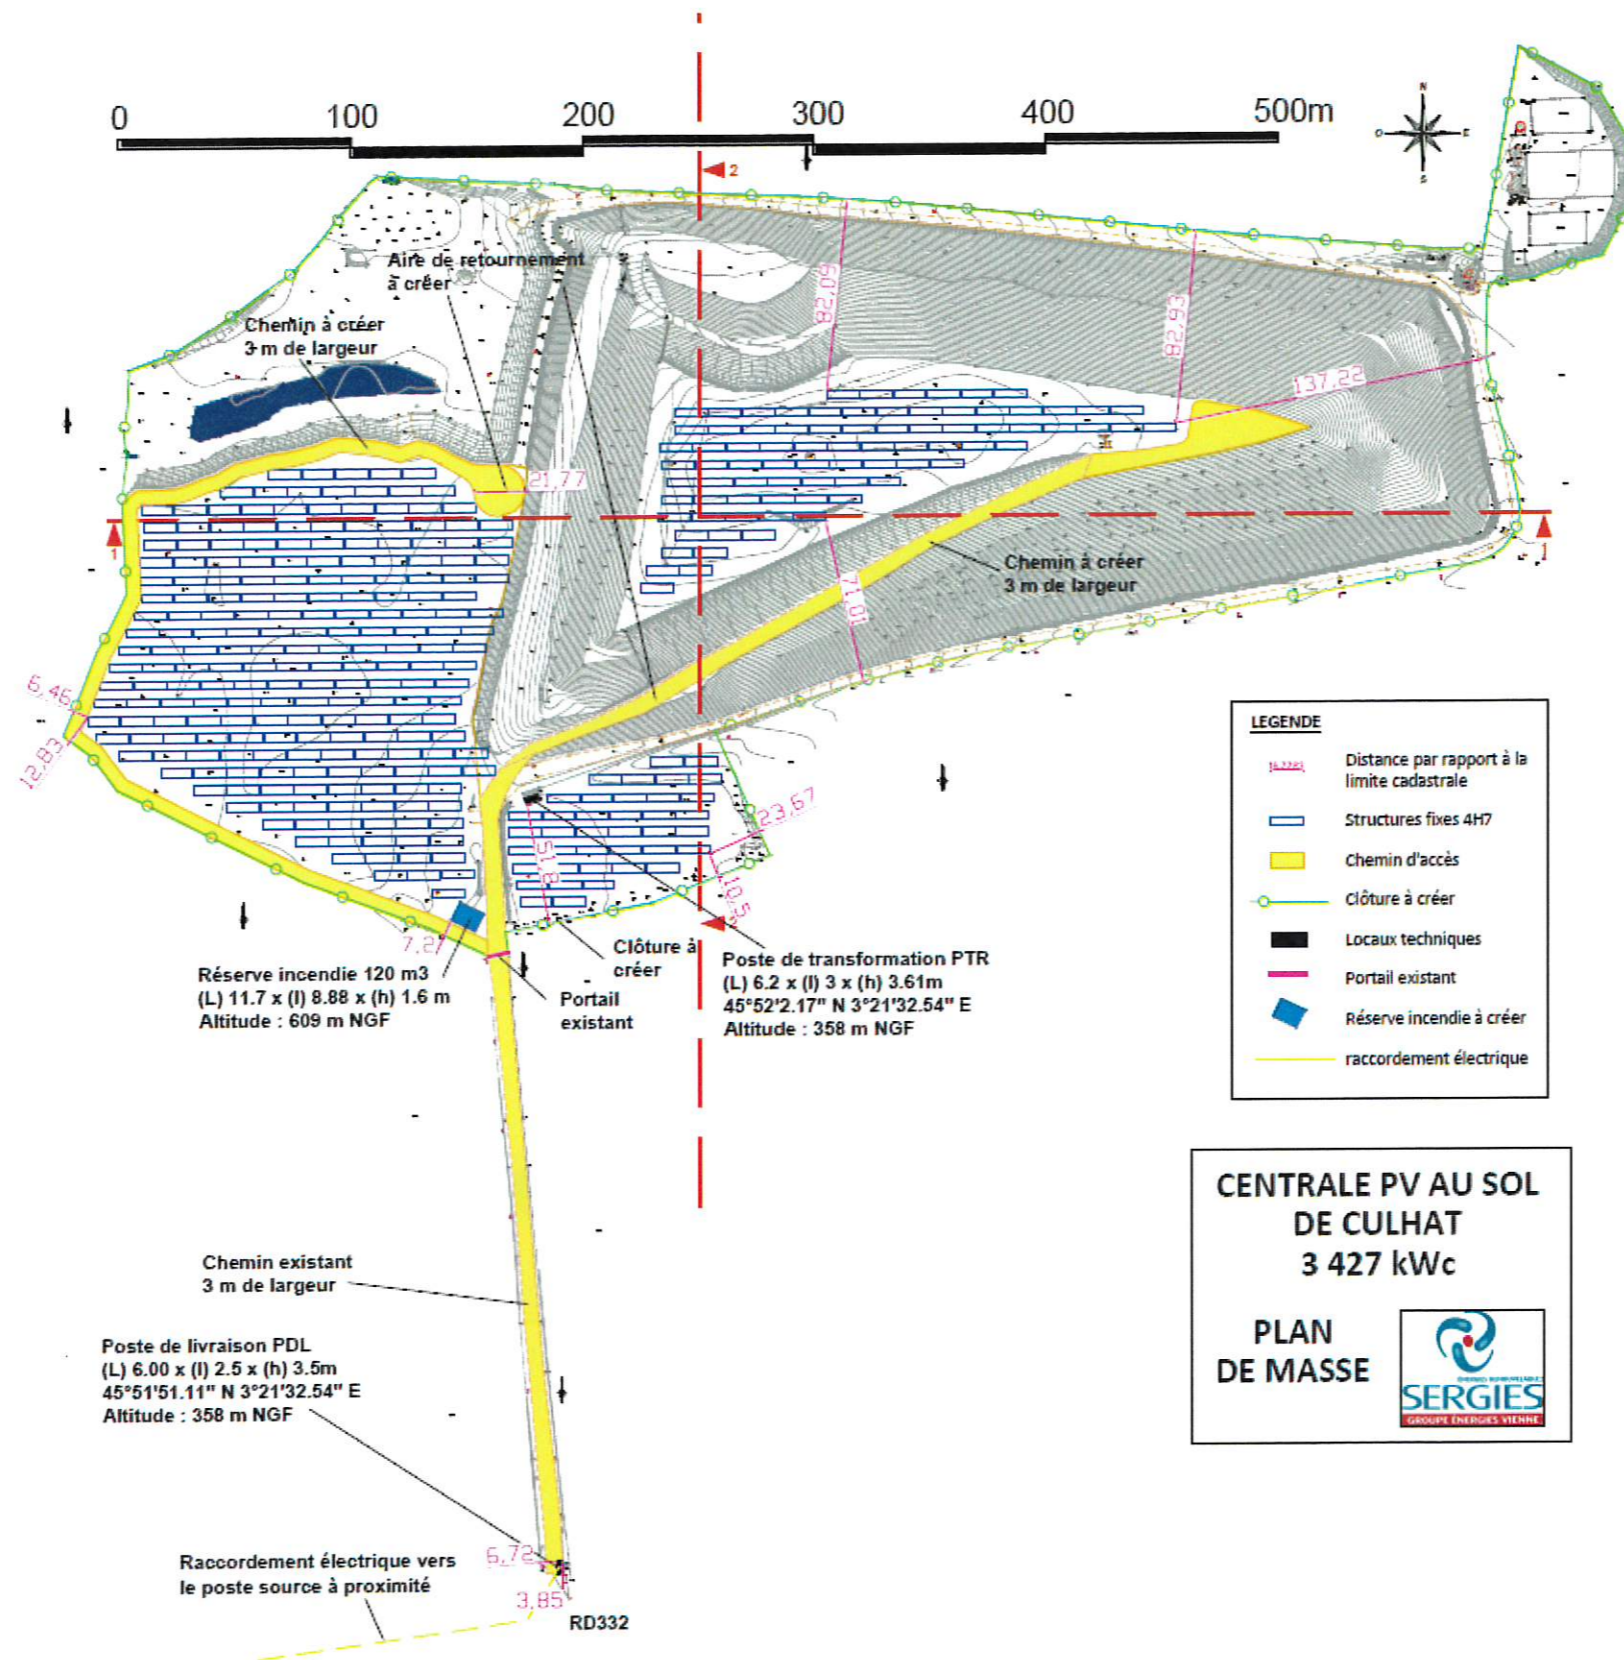 0 100 200 300 400 500m
N
O E
S
2
Aire de retournement
à créer
Chemin à créer
3 m de largeur
82,09
82,93
137,22
21,77
1
1
Chemin à créer
3 m de largeur
71,01
6,46
12,83
23,67
51,8
10,5
7,2
Clôture à
créer
Portail
existant
Réserve incendie 120 m3
(L) 11.7 x (l) 8.88 x (h) 1.6 m
Altitude : 609 m NGF
Poste de transformation PTR
(L) 6.2 x (l) 3 x (h) 3.61m
45°52'2.17" N 3°21'32.54" E
Altitude : 358 m NGF
LEGENDE
Distance par rapport à la
limite cadastrale
Structures fixes 4H7
Chemin d'accès
Clôture à créer
Locaux techniques
Portail existant
Réserve incendie à créer
raccordement électrique
CENTRALE PV AU SOL
DE CULHAT
3 427 kWc
PLAN
DE MASSE
SERGIES
GROUPE ÉNERGIES VIENNE
Chemin existant
3 m de largeur
Poste de livraison PDL
(L) 6.00 x (l) 2.5 x (h) 3.5m
45°51'51.11" N 3°21'32.54" E
Altitude : 358 m NGF
Raccordement électrique vers
le poste source à proximité
6,72
3,85
RD332